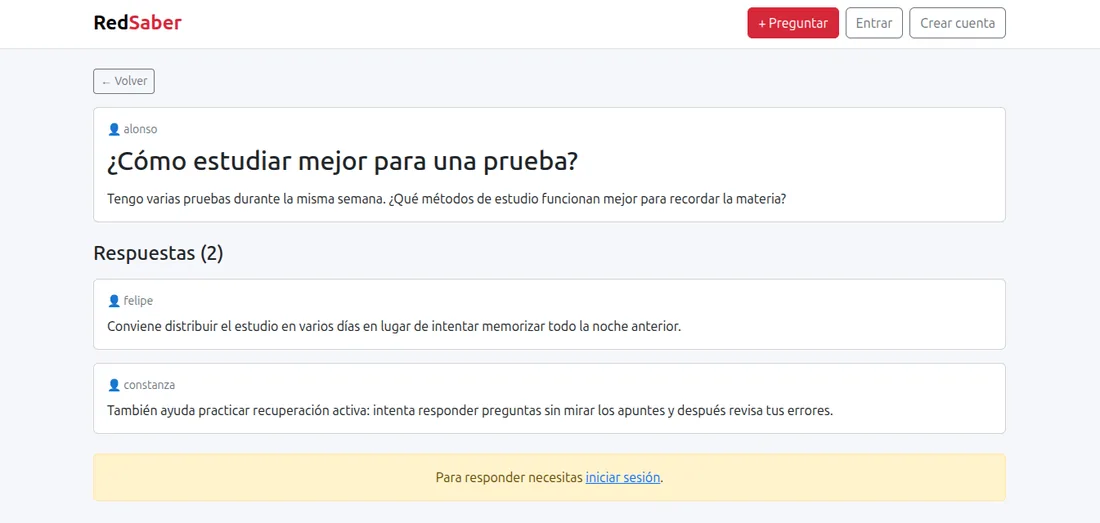 RedSaber
+ Preguntar
Entrar
Crear cuenta
← Volver
alonso
¿Cómo estudiar mejor para una prueba?
Tengo varias pruebas durante la misma semana. ¿Qué métodos de estudio funcionan mejor para recordar la materia?
Respuestas (2)
felipe
Conviene distribuir el estudio en varios días en lugar de intentar memorizar todo la noche anterior.
constanza
También ayuda practicar recuperación activa: intenta responder preguntas sin mirar los apuntes y después revisa tus errores.
Para responder necesitas iniciar sesión.